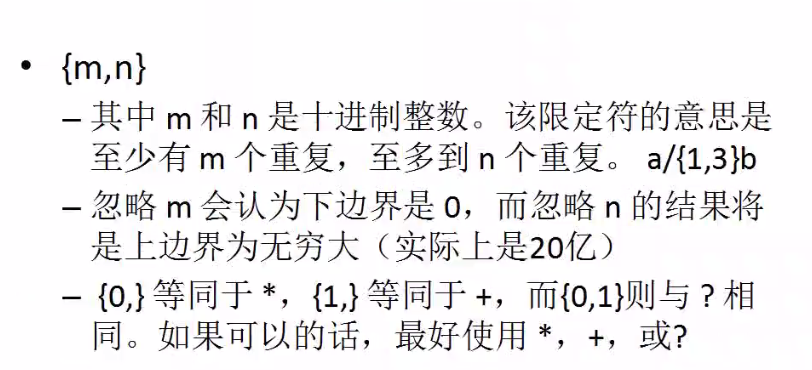 • {m,n}
– 其中 m 和 n 是十进制整数。该限定符的意思是
至少有 m 个重复，至多到 n 个重复。 a/{1,3}b
– 忽略 m 会认为下边界是 0，而忽略 n 的结果将
是上边界为无穷大（实际上是20亿）
– {0,} 等同于 *，{1,} 等同于 +，而{0,1}则与 ? 相
同。如果可以的话，最好使用 *，+，或?